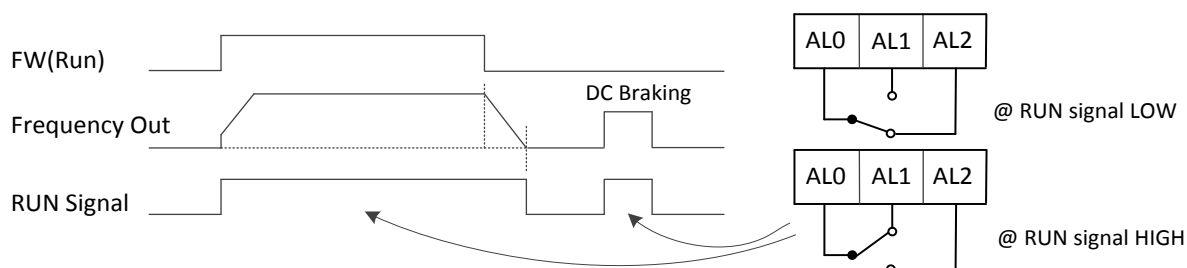 FW(Run)
AL0 AL1 AL2
DC Braking
Frequency Out
@ RUN signal LOW
AL0 AL1 AL2
RUN Signal
@ RUN signal HIGH